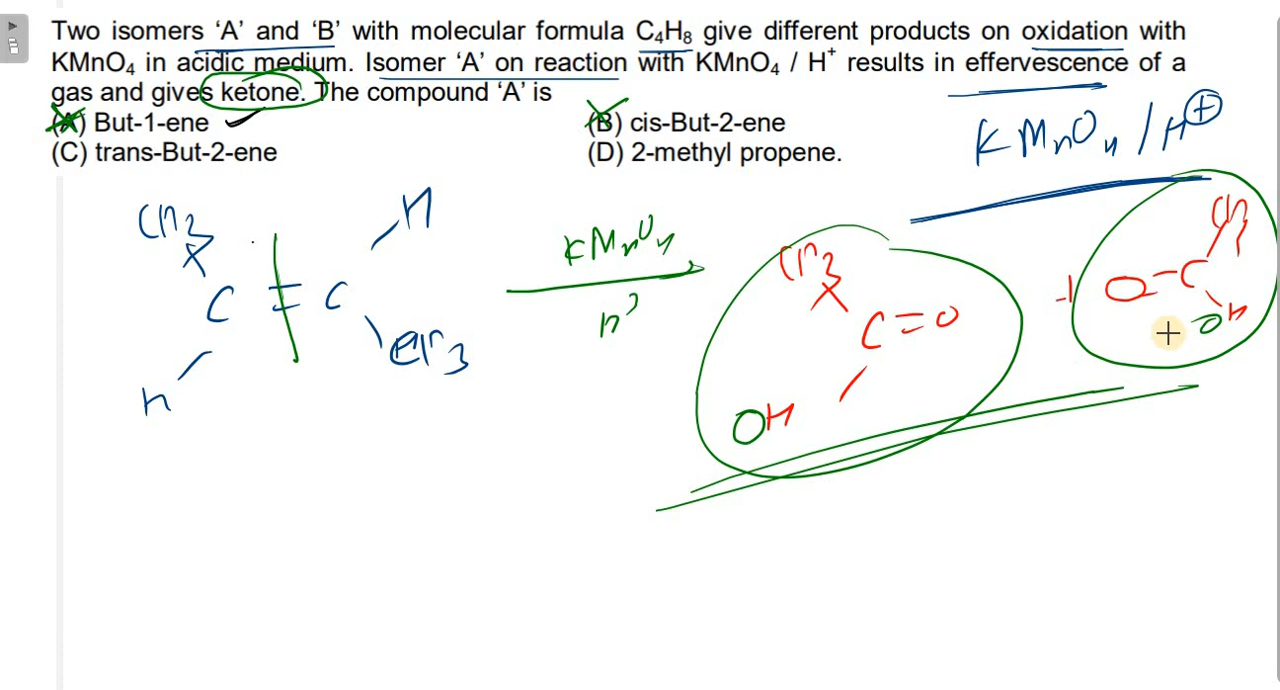 Two isomers ‘A’ and ‘B’ with molecular formula C₄H₈ give different products on oxidation with
KMnO₄ in acidic medium. Isomer ‘A’ on reaction with KMnO₄ / H⁺ results in effervescence of a
gas and gives ketone. The compound ‘A’ is
(A) But-1-ene (B) cis-But-2-ene
(C) trans-But-2-ene (D) 2-methyl propene.
KMnO₄ / H⁺
CH₃ H
C = C
H CH₃
KMnO₄
CH₃
C=O
OH
CH₃
O=C
OH
+